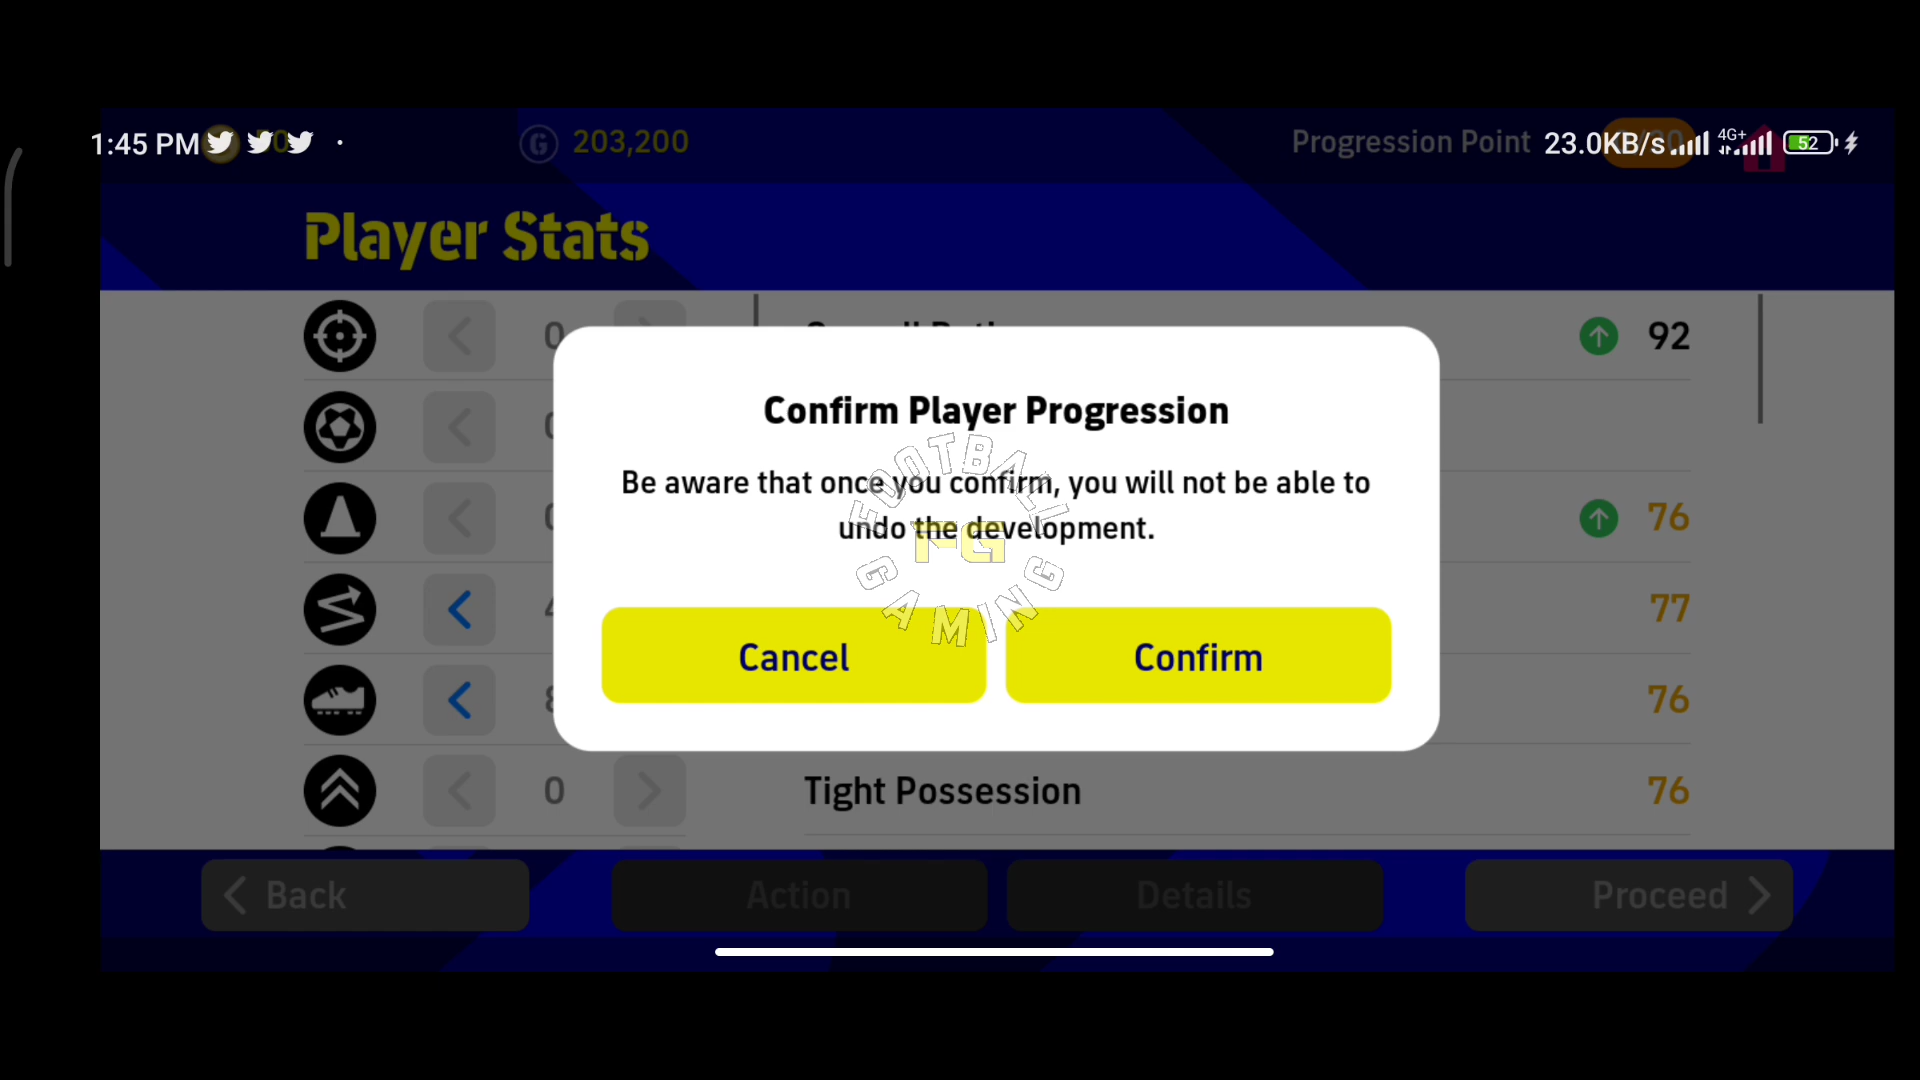 1:45 PM
203,200
Progression Point
23.0KB/s
4G+
52
Player Stats
0
92
Confirm Player Progression
Be aware that once you confirm, you will not be able to
undo the development.
FOOTBALL
FG
GAMING
76
77
Cancel
Confirm
76
0
Tight Possession
76
Back
Action
Details
Proceed